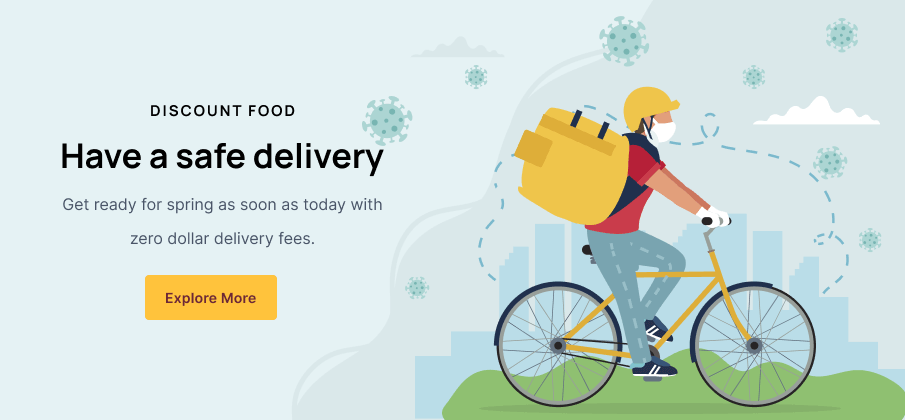 DISCOUNT FOOD
Have a safe delivery
Get ready for spring as soon as today with
zero dollar delivery fees.
Explore More